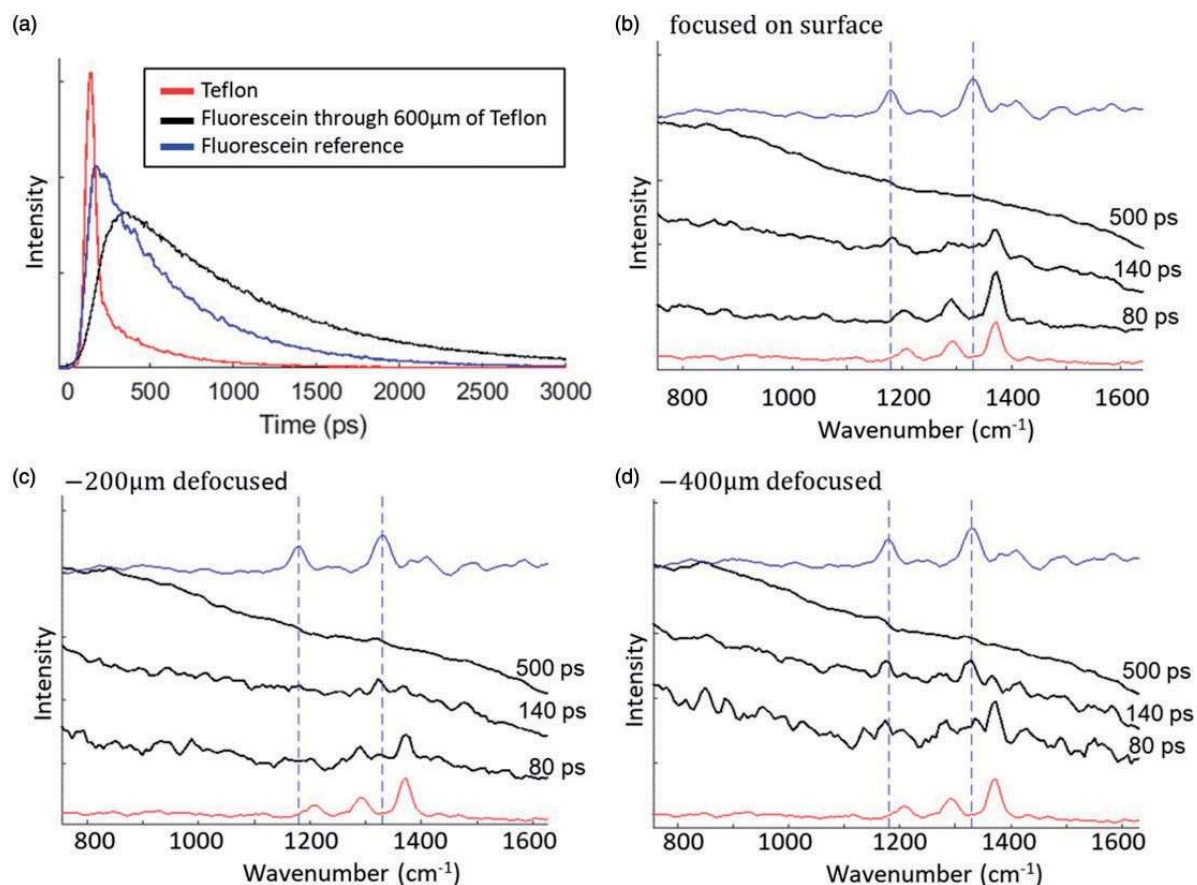 (a)
Intensity
Teflon
Fluorescein through 600μm of Teflon
Fluorescein reference
0 500 1000 1500 2000 2500 3000
Time (ps)
(b) focused on surface
Intensity
500 ps
140 ps
80 ps
800 1000 1200 1400 1600
Wavenumber (cm⁻¹)
(c) −200μm defocused
Intensity
500 ps
140 ps
80 ps
800 1000 1200 1400 1600
Wavenumber (cm⁻¹)
(d) −400μm defocused
Intensity
500 ps
140 ps
80 ps
800 1000 1200 1400 1600
Wavenumber (cm⁻¹)